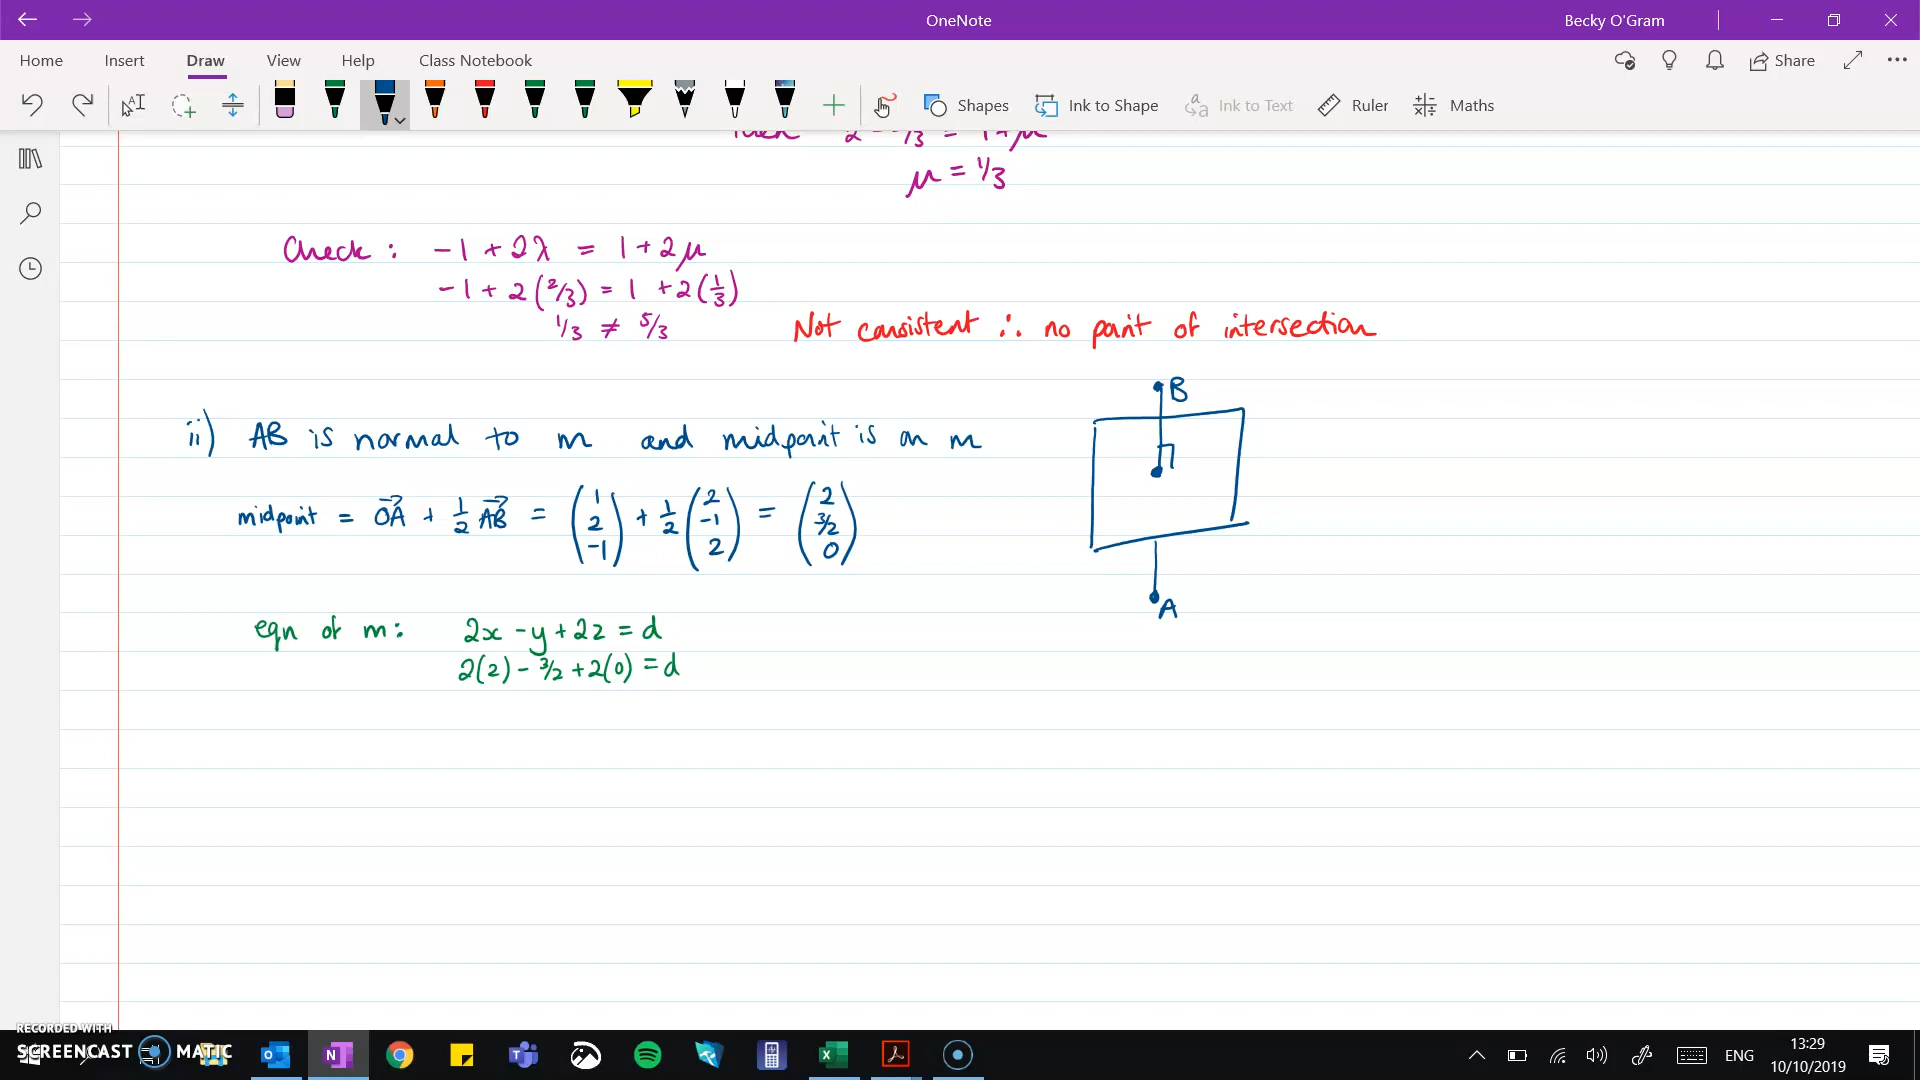 OneNote
Becky O'Gram
Home Insert Draw View Help Class Notebook Share
Shapes Ink to Shape Ink to Text Ruler Maths
μ = 1/3
Check : -1 + 2λ = 1 + 2μ
-1 + 2(2/3) = 1 + 2(1/3)
1/3 ≠ 5/3
Not consistent ∴ no point of intersection
B
ii) AB is normal to m and midpoint is on m
midpoint = OA→ + 1/2 AB→ = (1 2 -1) + 1/2 (2 -1 2) = (2 3/2 0)
A
eqn of m: 2x - y + 2z = d
2(2) - 3/2 + 2(0) = d
RECORDED WITH
SCREENCAST MATIC
ENG
13:29
10/10/2019